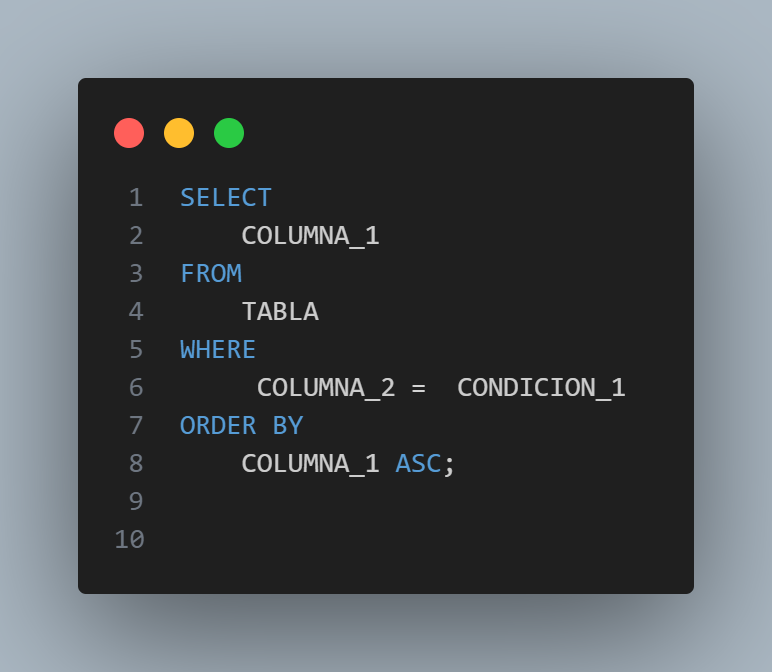 1 SELECT
2 COLUMNA_1
3 FROM
4 TABLA
5 WHERE
6 COLUMNA_2 =  CONDICION_1
7 ORDER BY
8 COLUMNA_1 ASC;
9
10